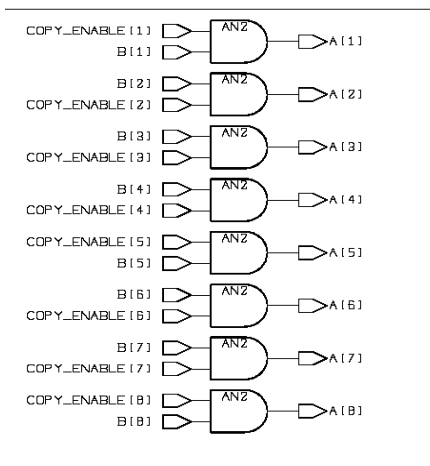 COPY_ENABLE[1] AN2
B[1] A[1]
B[2] AN2
COPY_ENABLE[2] A[2]
B[3] AN2
COPY_ENABLE[3] A[3]
B[4] AN2
COPY_ENABLE[4] A[4]
COPY_ENABLE[5] AN2
B[5] A[5]
B[6] AN2
COPY_ENABLE[6] A[6]
B[7] AN2
COPY_ENABLE[7] A[7]
COPY_ENABLE[8] AN2
B[8] A[8]